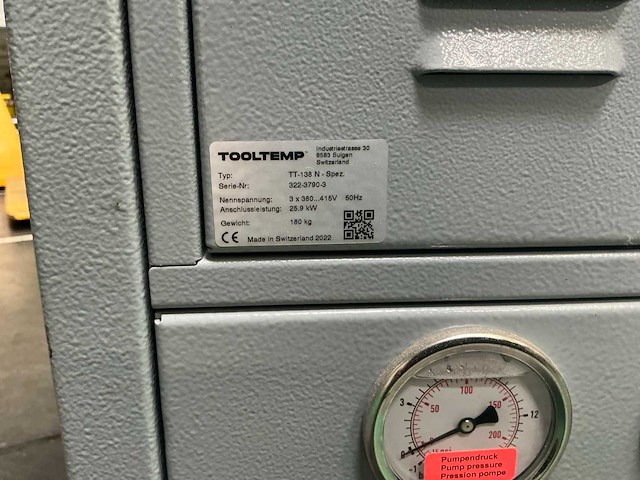 TOOLTEMP
Industriestrasse 30
8583 Sulgen
Switzerland
Typ: TT-138 N - Spez.
Serie-Nr: 322-3790-3
Nennspannung: 3 x 380...415V 50Hz
Anschlussleistung: 25,9 kW
Gewicht: 180 kg
CE Made in Switzerland 2022
100
3 50 150 12
200
-1 psi
Pumpendruck
Pump pressure
Pression pompe